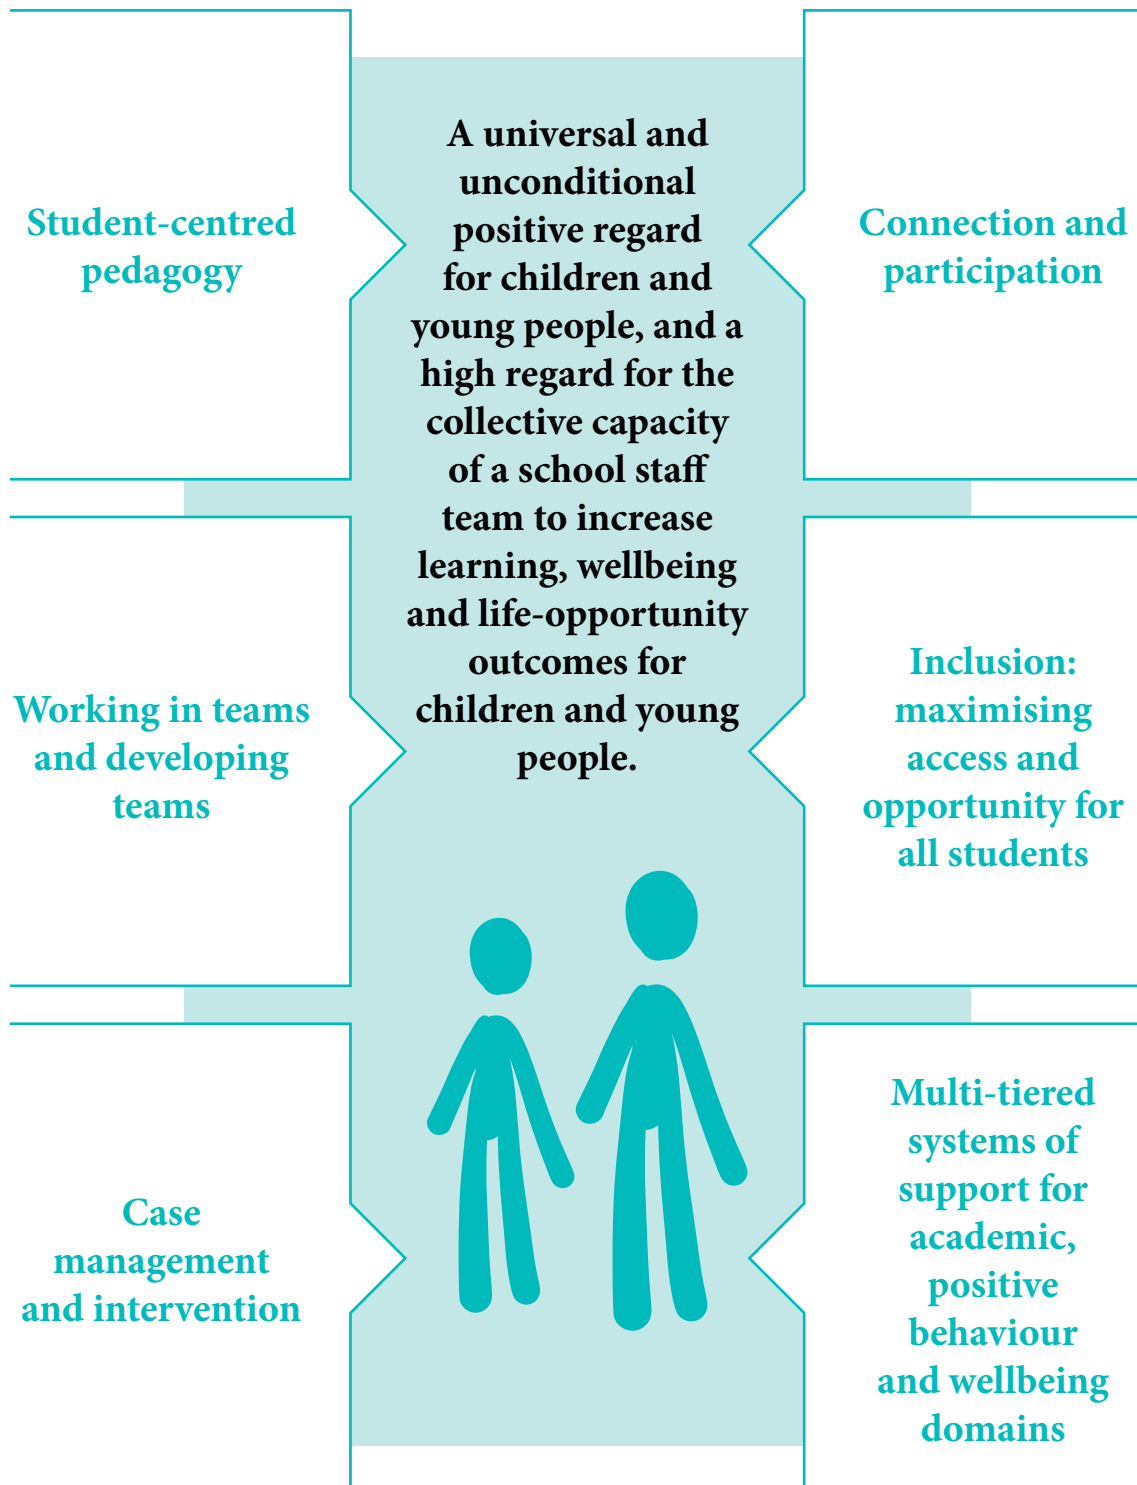 Student-centred
pedagogy
A universal and
unconditional
positive regard
for children and
young people, and a
high regard for the
collective capacity
of a school staff
team to increase
learning, wellbeing
and life-opportunity
outcomes for
children and young
people.
Connection and
participation
Working in teams
and developing
teams
Inclusion:
maximising
access and
opportunity for
all students
Case
management
and intervention
Multi-tiered
systems of
support for
academic,
positive
behaviour
and wellbeing
domains